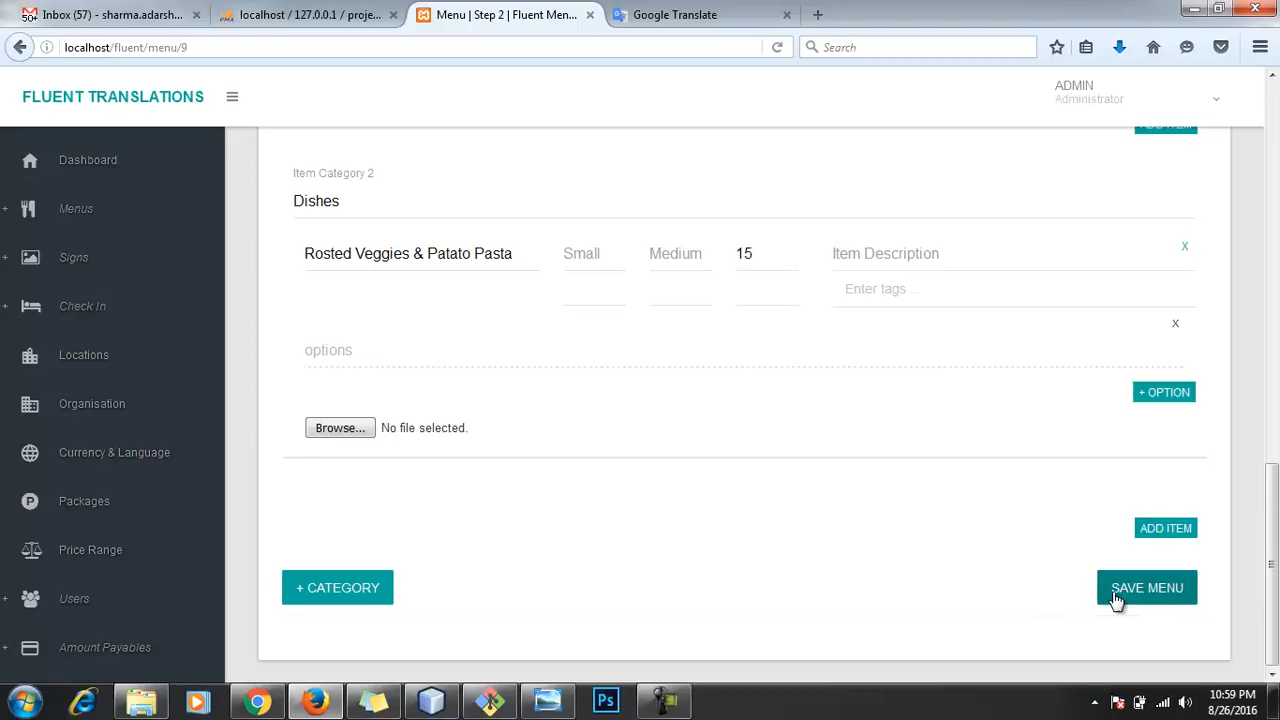 Inbox (57) - sharma.adarsh...
localhost / 127.0.0.1 / proje...
Menu | Step 2 | Fluent Men...
Google Translate
localhost/fluent/menu/9
Search
FLUENT TRANSLATIONS
ADMIN
Administrator
Dashboard
Menus
Signs
Check In
Locations
Organisation
Currency & Language
Packages
Price Range
Users
Amount Payables
ADD ITEM
Item Category 2
Dishes
Rosted Veggies & Patato Pasta
Small
Medium
15
Item Description
X
Enter tags ...
X
options
+ OPTION
Browse... No file selected.
ADD ITEM
+ CATEGORY
SAVE MENU
Ps
10:59 PM
8/26/2016